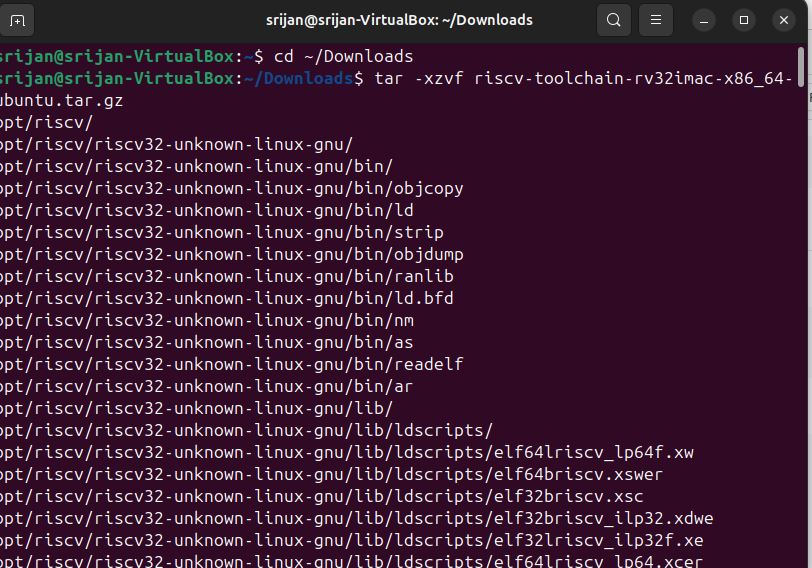 srijan@srijan-VirtualBox: ~/Downloads
srijan@srijan-VirtualBox:~$ cd ~/Downloads
srijan@srijan-VirtualBox:~/Downloads$ tar -xzvf riscv-toolchain-rv32imac-x86_64-
ubuntu.tar.gz
opt/riscv/
opt/riscv/riscv32-unknown-linux-gnu/
opt/riscv/riscv32-unknown-linux-gnu/bin/
opt/riscv/riscv32-unknown-linux-gnu/bin/objcopy
opt/riscv/riscv32-unknown-linux-gnu/bin/ld
opt/riscv/riscv32-unknown-linux-gnu/bin/strip
opt/riscv/riscv32-unknown-linux-gnu/bin/objdump
opt/riscv/riscv32-unknown-linux-gnu/bin/ranlib
opt/riscv/riscv32-unknown-linux-gnu/bin/ld.bfd
opt/riscv/riscv32-unknown-linux-gnu/bin/nm
opt/riscv/riscv32-unknown-linux-gnu/bin/as
opt/riscv/riscv32-unknown-linux-gnu/bin/readelf
opt/riscv/riscv32-unknown-linux-gnu/bin/ar
opt/riscv/riscv32-unknown-linux-gnu/lib/
opt/riscv/riscv32-unknown-linux-gnu/lib/ldscripts/
opt/riscv/riscv32-unknown-linux-gnu/lib/ldscripts/elf64lriscv_lp64f.xw
opt/riscv/riscv32-unknown-linux-gnu/lib/ldscripts/elf64briscv.xswer
opt/riscv/riscv32-unknown-linux-gnu/lib/ldscripts/elf32briscv.xsc
opt/riscv/riscv32-unknown-linux-gnu/lib/ldscripts/elf32briscv_ilp32.xdwe
opt/riscv/riscv32-unknown-linux-gnu/lib/ldscripts/elf32lriscv_ilp32f.xe
opt/riscv/riscv32-unknown-linux-gnu/lib/ldscripts/elf64lriscv_lp64.xcer